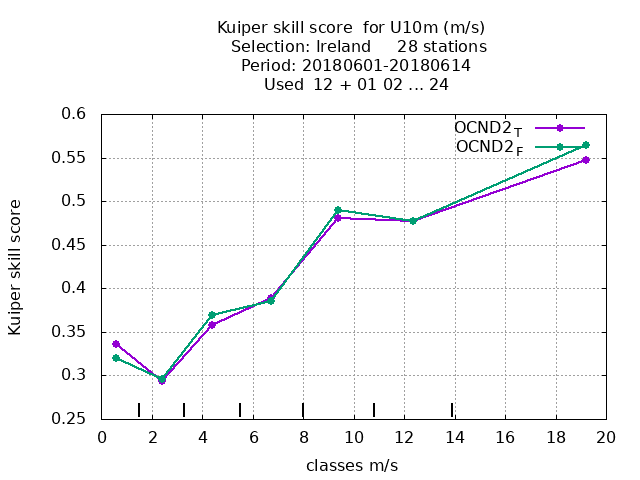 Kuiper skill score  for U10m (m/s)
Selection: Ireland     28 stations
Period: 20180601-20180614
Used  12 + 01 02 ... 24
OCND2T
OCND2F
0.6
0.55
0.5
0.45
0.4
0.35
0.3
0.25
Kuiper skill score
0 2 4 6 8 10 12 14 16 18 20
classes m/s